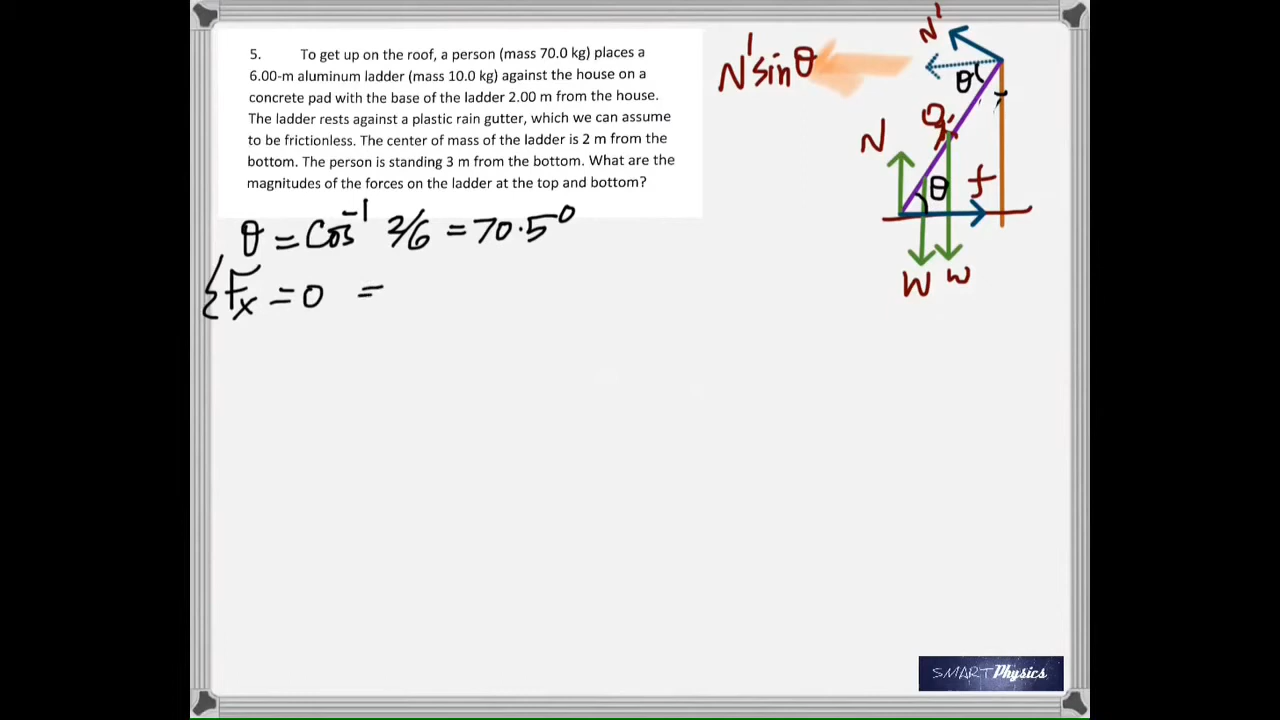 5. To get up on the roof, a person (mass 70.0 kg) places a
6.00-m aluminum ladder (mass 10.0 kg) against the house on a
concrete pad with the base of the ladder 2.00 m from the house.
The ladder rests against a plastic rain gutter, which we can assume
to be frictionless. The center of mass of the ladder is 2 m from the
bottom. The person is standing 3 m from the bottom. What are the
magnitudes of the forces on the ladder at the top and bottom?
θ = Cos⁻¹ 2/6 = 70.5⁰
{Fx = 0 =
N' sinθ
N'
θ
N
θ
f
W
W
SMART Physics